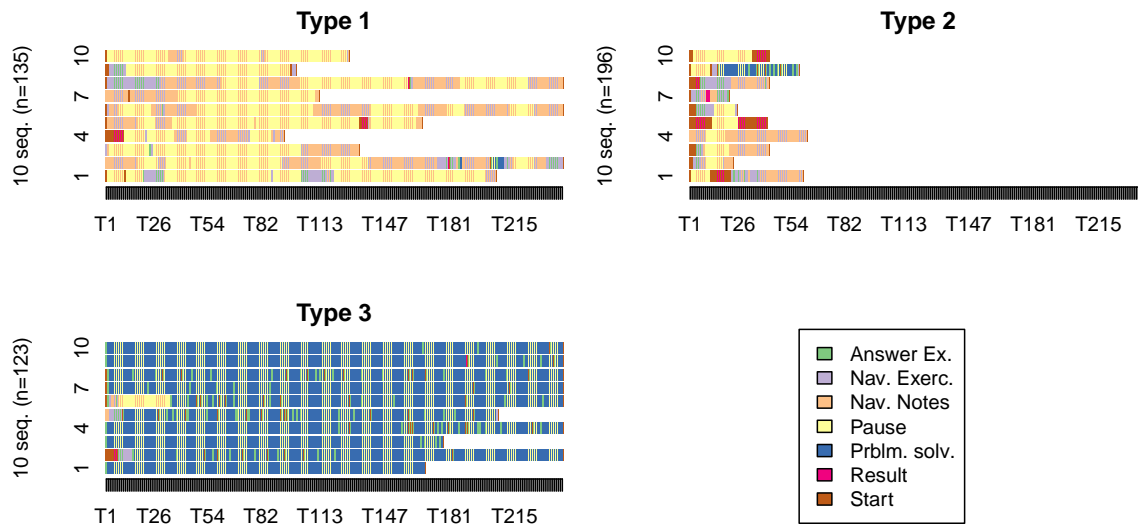 Type 1
10 seq. (n=135)
10
7
4
1
T1 T26 T54 T82 T113 T147 T181 T215
Type 2
10 seq. (n=196)
10
7
4
1
T1 T26 T54 T82 T113 T147 T181 T215
Type 3
10 seq. (n=123)
10
7
4
1
T1 T26 T54 T82 T113 T147 T181 T215
Answer Ex.
Nav. Exerc.
Nav. Notes
Pause
Prblm. solv.
Result
Start